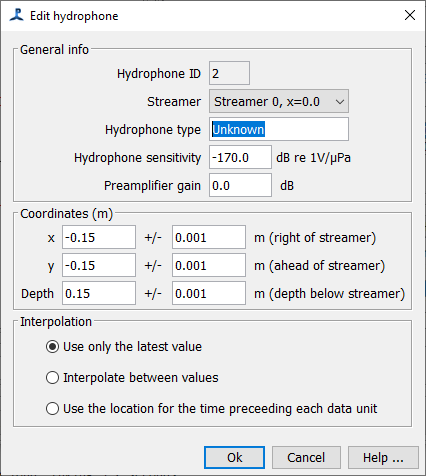 Edit hydrophone
General info
Hydrophone ID 2
Streamer Streamer 0, x=0.0
Hydrophone type Unknown
Hydrophone sensitivity -170.0 dB re 1V/µPa
Preamplifier gain 0.0 dB
Coordinates (m)
x -0.15 +/- 0.001 m (right of streamer)
y -0.15 +/- 0.001 m (ahead of streamer)
Depth 0.15 +/- 0.001 m (depth below streamer)
Interpolation
Use only the latest value
Interpolate between values
Use the location for the time preceeding each data unit
Ok Cancel Help ...